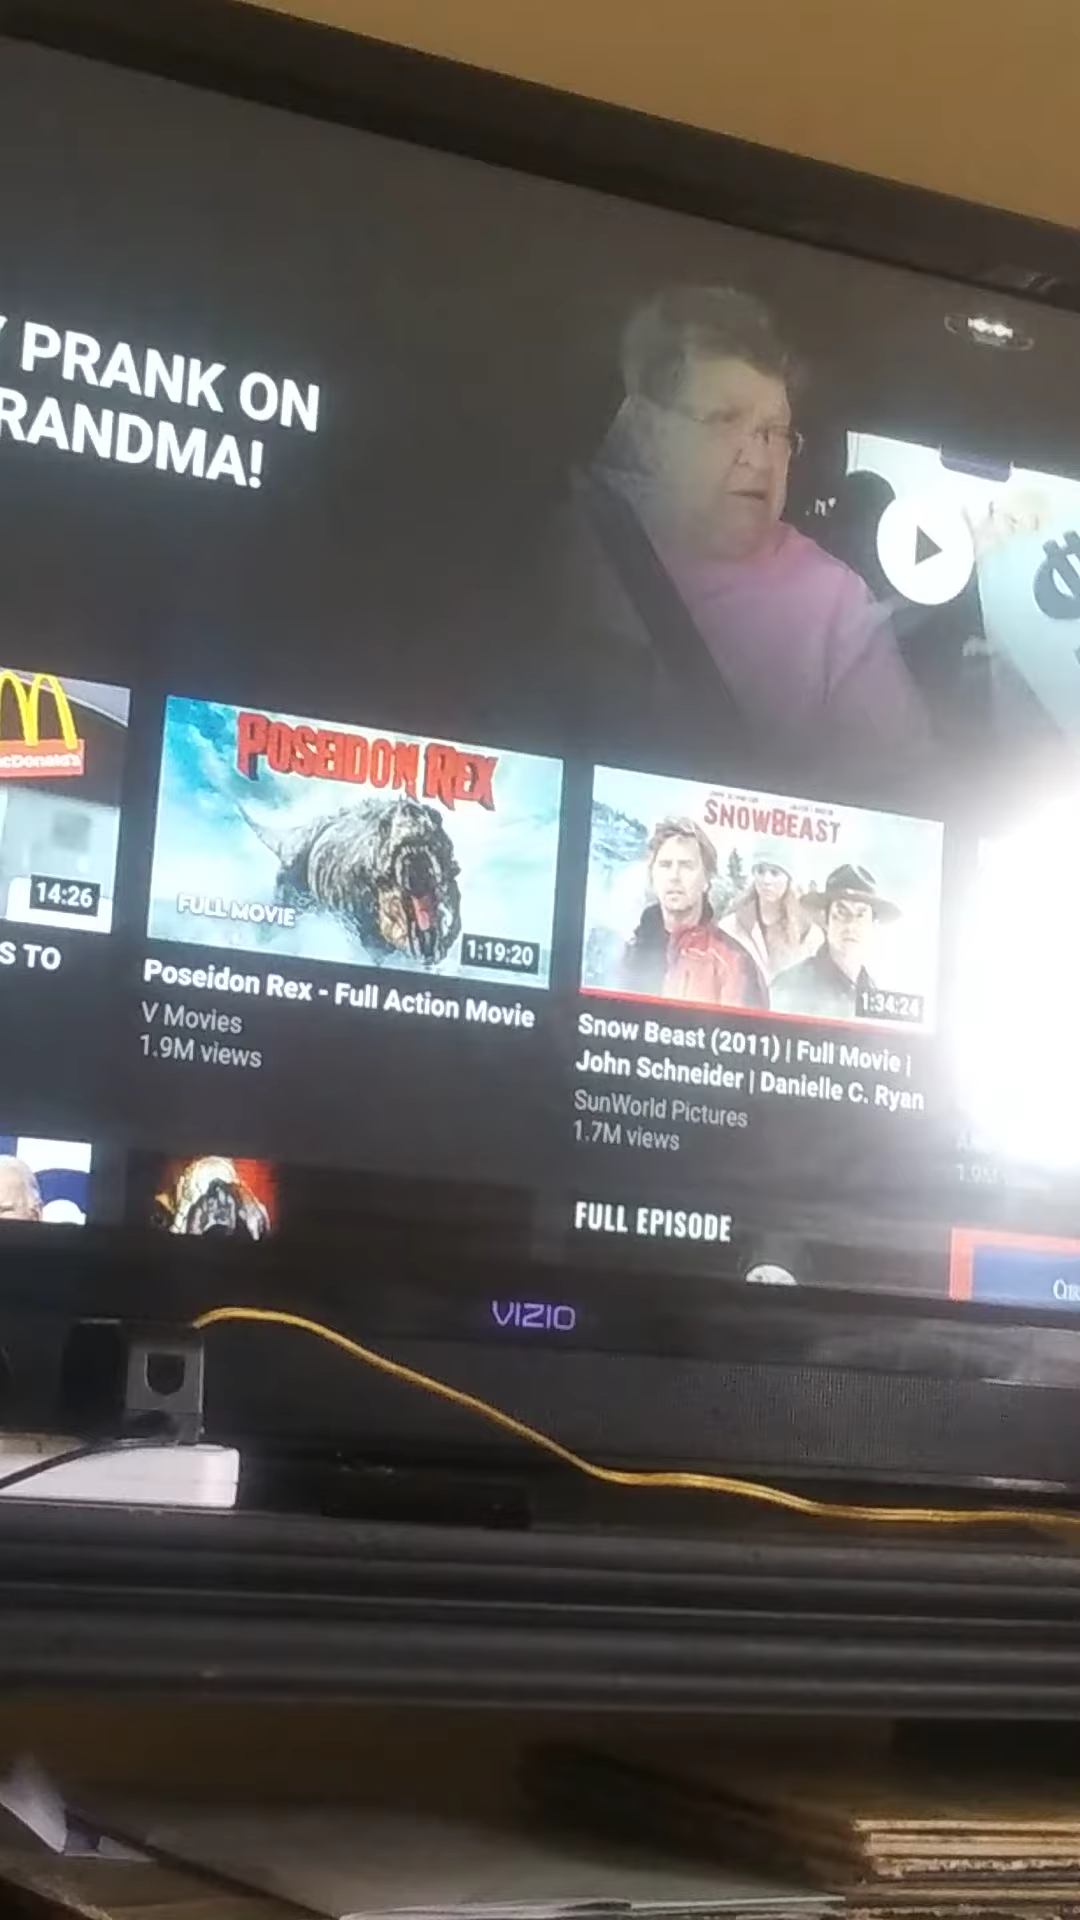 PRANK ON
RANDMA!
McDonald's
14:26
S TO
POSEIDON REX
FULL MOVIE
1:19:20
Poseidon Rex - Full Action Movie
V Movies
1.9M views
SNOWBEAST
1:34:24
Snow Beast (2011) | Full Movie |
John Schneider | Danielle C. Ryan
SunWorld Pictures
1.7M views
1.9M
FULL EPISODE
VIZIO